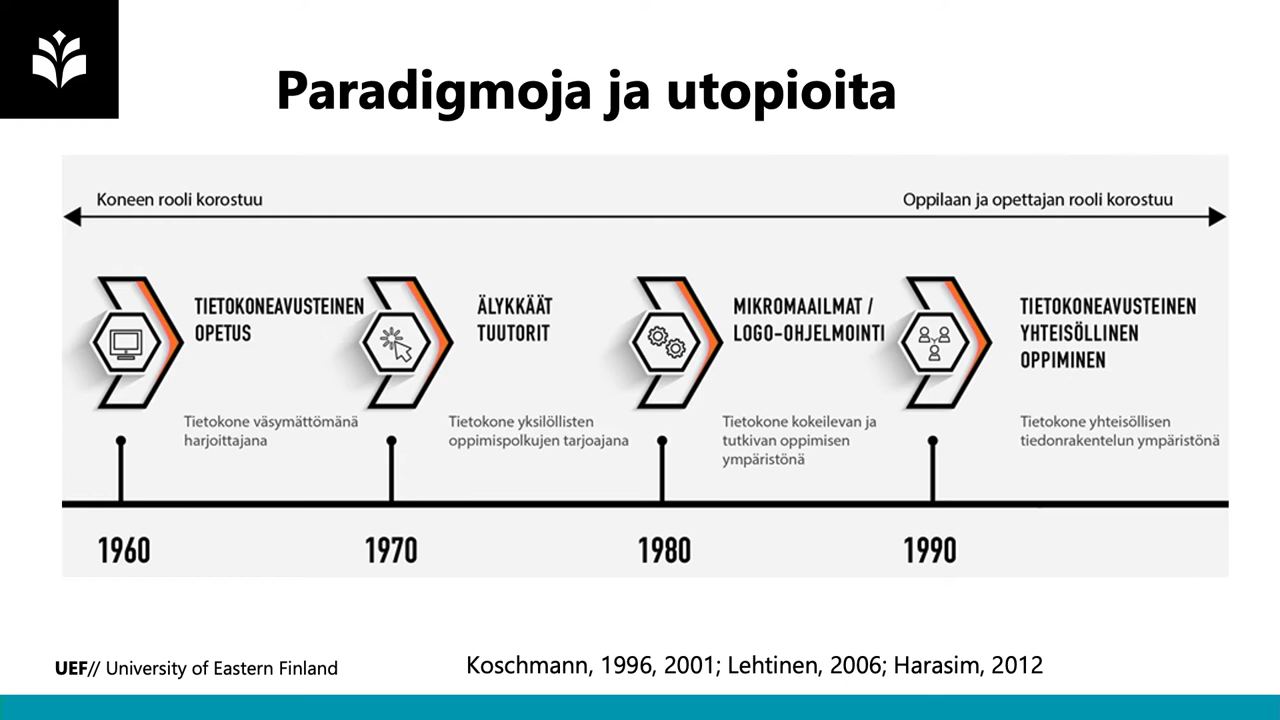 Paradigmoja ja utopioita
Koneen rooli korostuu
Oppilaan ja opettajan rooli korostuu
TIETOKONEAVUSTEINEN
OPETUS
Tietokone väsymättömänä
harjoittajana
ÄLYKKÄÄT
TUUTORIT
Tietokone yksilöllisten
oppimispolkujen tarjoajana
MIKROMAAILMAT /
LOGO-OHJELMOINTI
Tietokone kokeilevan ja
tutkivan oppimisen
ympäristönä
TIETOKONEAVUSTEINEN
YHTEISÖLLINEN
OPPIMINEN
Tietokone yhteisöllisen
tiedonrakentelun ympäristönä
1960
1970
1980
1990
UEF// University of Eastern Finland
Koschmann, 1996, 2001; Lehtinen, 2006; Harasim, 2012